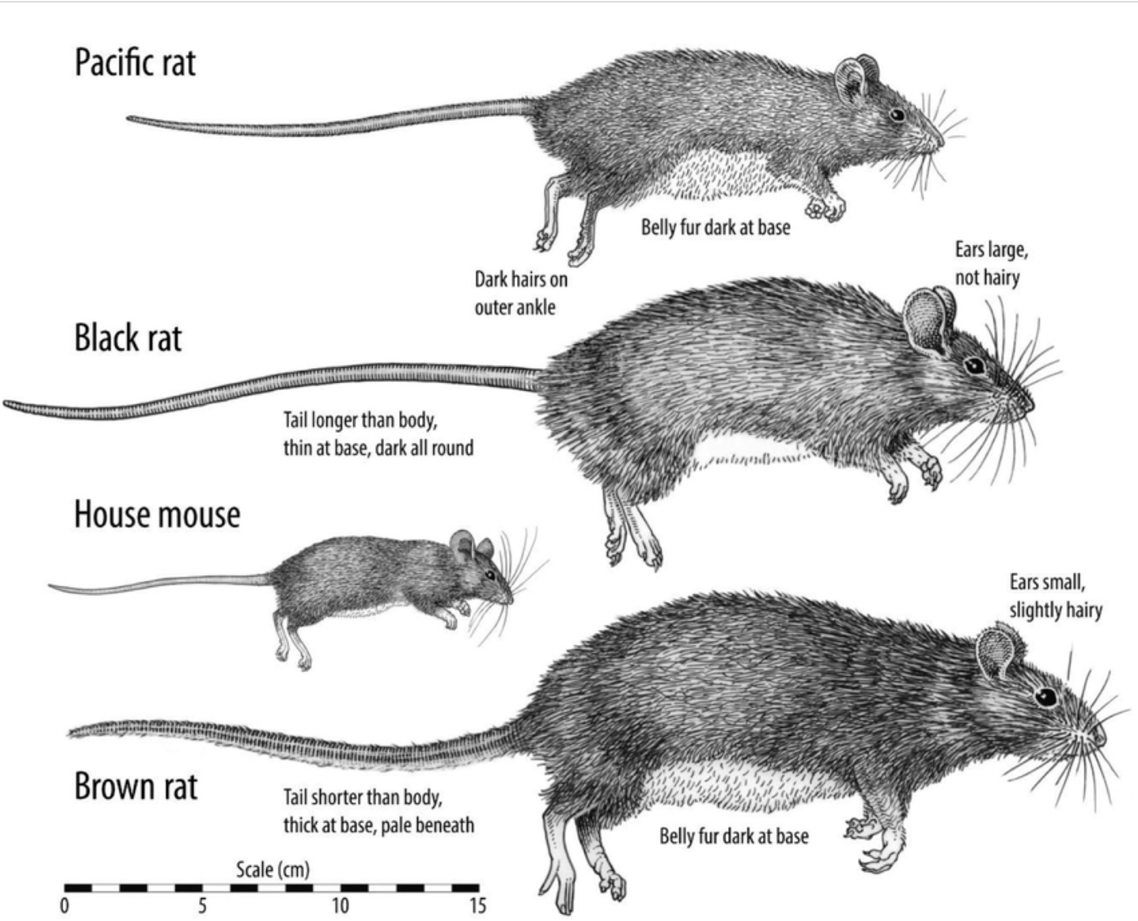 Pacific rat
Belly fur dark at base
Dark hairs on
outer ankle
Ears large,
not hairy
Black rat
Tail longer than body,
thin at base, dark all round
House mouse
Ears small,
slightly hairy
Brown rat
Tail shorter than body,
thick at base, pale beneath
Belly fur dark at base
Scale (cm)
0 5 10 15